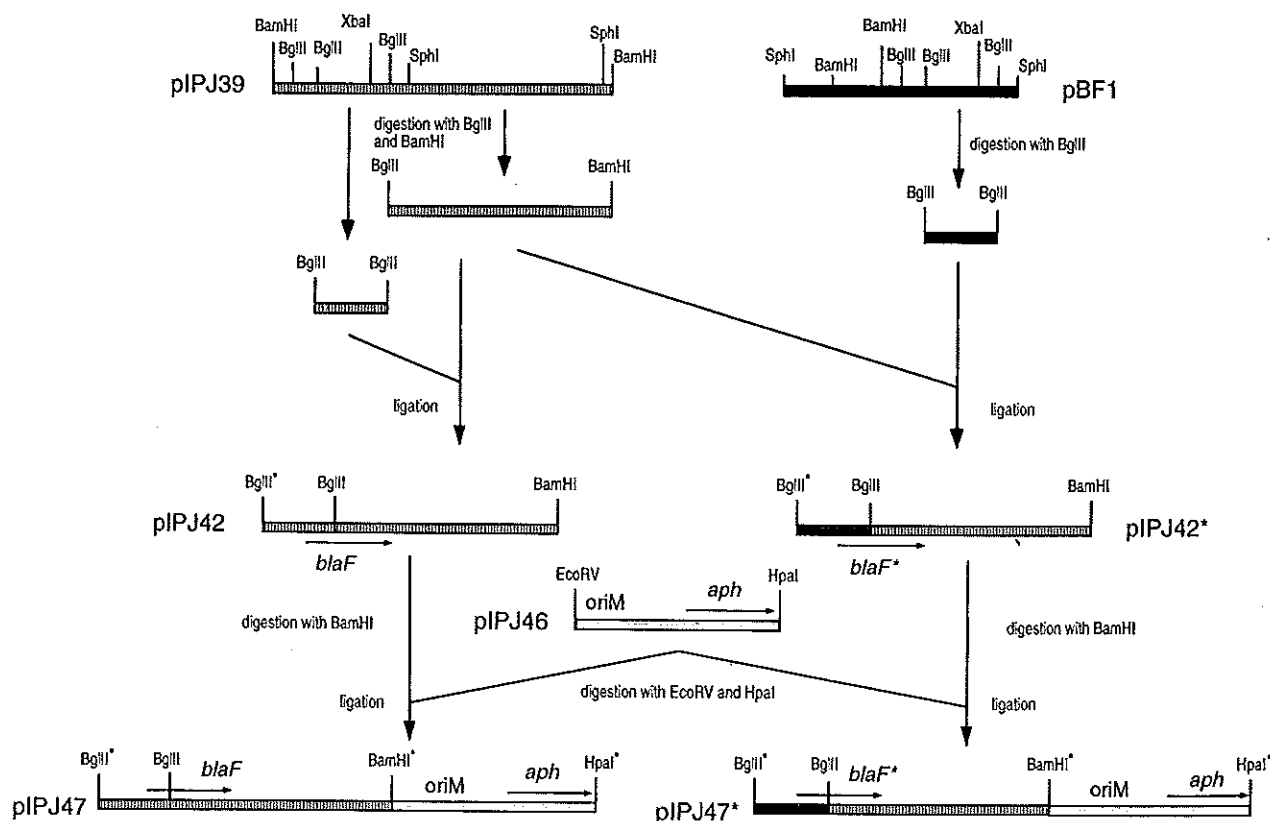 XbaI
BamHI
BglII
BglII
BglII
SphI
SphI
BamHI
pIPJ39
BamHI
XbaI
SphI
BamHI
BglII
BglII
BglII
SphI
pBF1
digestion with BglII
and BamHI
digestion with BglII
BglII
BamHI
BglII
BglII
BglII
BglII
ligation
ligation
BglII*
BglII
BamHI
pIPJ42
blaF
BglII*
BglII
BamHI
pIPJ42*
blaF*
EcoRV
HpaI
oriM
aph
pIPJ46
digestion with BamHI
digestion with BamHI
digestion with EcoRV and HpaI
ligation
ligation
BglII*
BglII
blaF
BamHI*
oriM
aph
HpaI*
pIPJ47
BglII*
BglII
blaF*
BamHI*
oriM
aph
HpaI*
pIPJ47*